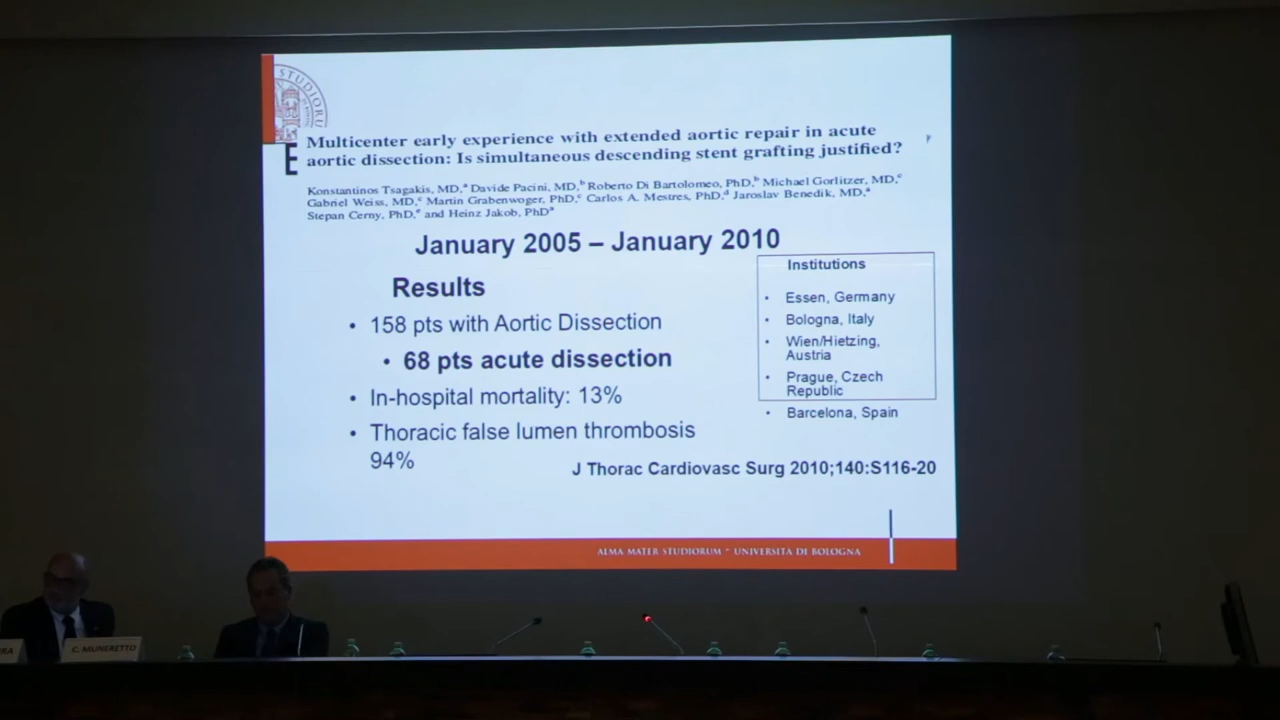 STUDIORU
E
Multicenter early experience with extended aortic repair in acute
aortic dissection: Is simultaneous descending stent grafting justified?
Konstantinos Tsagakis, MD,ᵃ Davide Pacini, MD,ᵇ Roberto Di Bartolomeo, PhD,ᵇ Michael Gorlitzer, MD,ᶜ
Gabriel Weiss, MD,ᶜ Martin Grabenwoger, PhD,ᶜ Carlos A. Mestres, PhD,ᵈ Jaroslav Benedik, MD,ᵃ
Stepan Cerny, PhD,ᵉ and Heinz Jakob, PhDᵃ
January 2005 – January 2010
Results
• 158 pts with Aortic Dissection
• 68 pts acute dissection
• In-hospital mortality: 13%
• Thoracic false lumen thrombosis
94%
Institutions
• Essen, Germany
• Bologna, Italy
• Wien/Hietzing,
Austria
• Prague, Czech
Republic
• Barcelona, Spain
J Thorac Cardiovasc Surg 2010;140:S116-20
ALMA MATER STUDIORUM ~ UNIVERSITÀ DI BOLOGNA
C. MUNERETTO